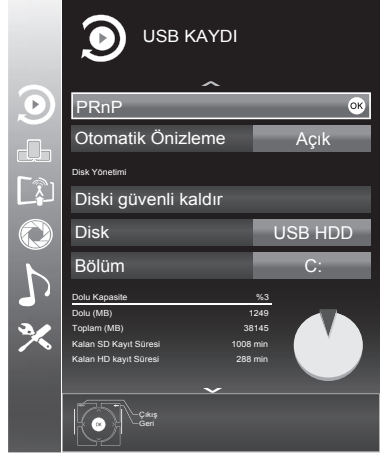 USB KAYDI
PRnP OK
Otomatik Önizleme Açık
Disk Yönetimi
Diski güvenli kaldır
Disk USB HDD
Bölüm C:
Dolu Kapasite %3
Dolu (MB) 1249
Toplam (MB) 38145
Kalan SD Kayıt Süresi 1008 min
Kalan HD kayıt Süresi 288 min
Çıkış
OK Geri